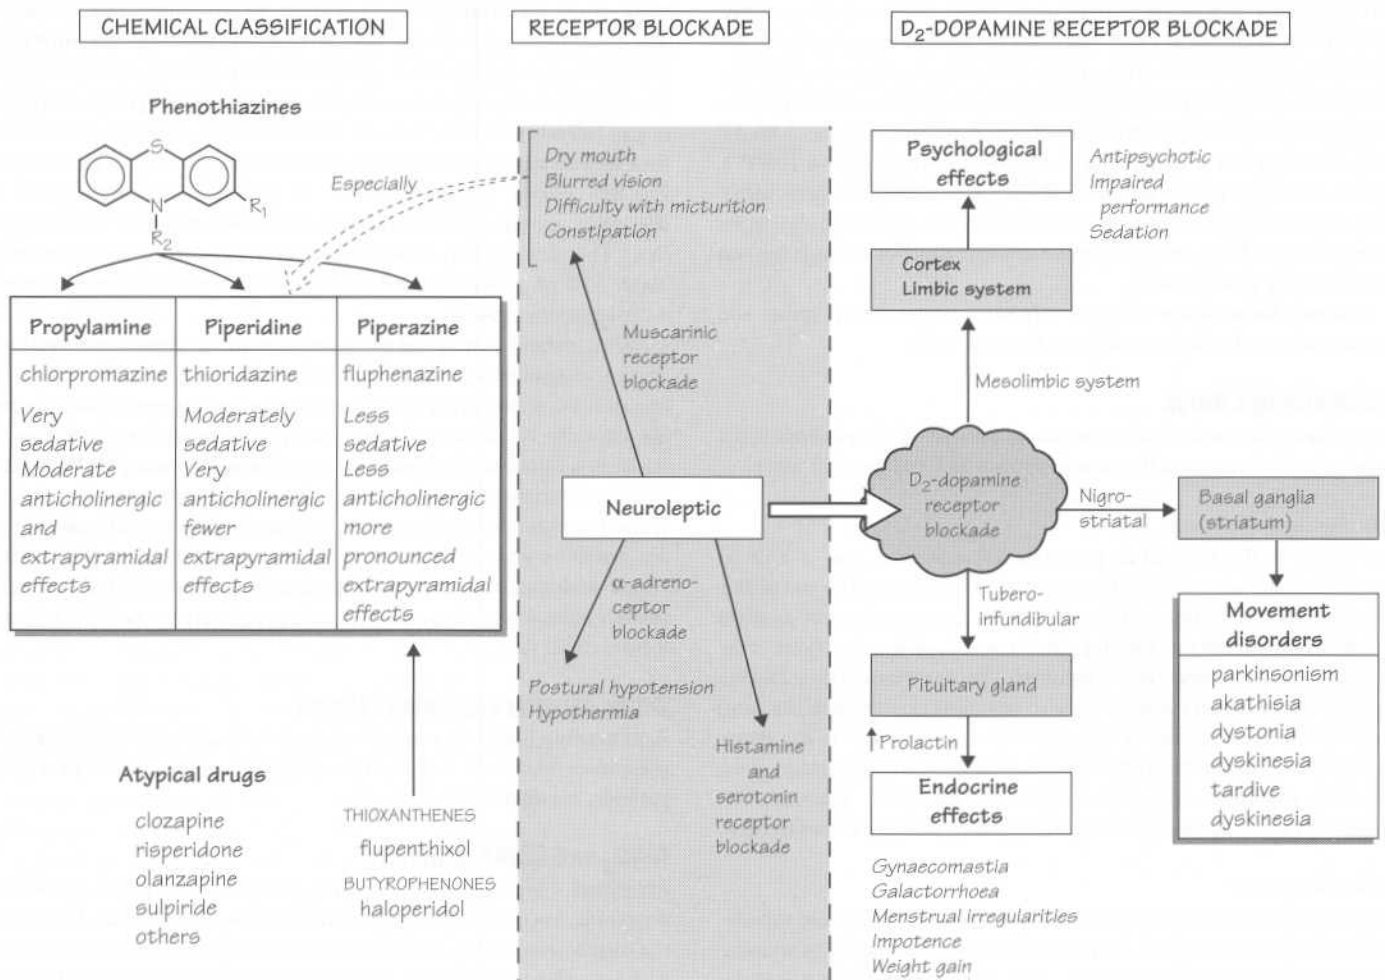 CHEMICAL CLASSIFICATION
RECEPTOR BLOCKADE
D₂-DOPAMINE RECEPTOR BLOCKADE
Phenothiazines
S
N
R₁
R₂
Especially
Propylamine
chlorpromazine
Very
sedative
Moderate
anticholinergic
and
extrapyramidal
effects
Piperidine
thioridazine
Moderately
sedative
Very
anticholinergic
fewer
extrapyramidal
effects
Piperazine
fluphenazine
Less
sedative
Less
anticholinergic
more
pronounced
extrapyramidal
effects
Atypical drugs
clozapine
risperidone
olanzapine
sulpiride
others
THIOXANTHENES
flupenthixol
BUTYROPHENONES
haloperidol
Dry mouth
Blurred vision
Difficulty with micturition
Constipation
Muscarinic
receptor
blockade
Neuroleptic
α-adreno-
ceptor
blockade
Postural hypotension
Hypothermia
Histamine
and
serotonin
receptor
blockade
Psychological
effects
Antipsychotic
Impaired
performance
Sedation
Cortex
Limbic system
Mesolimbic system
D₂-dopamine
receptor
blockade
Nigro-
striatal
Basal ganglia
(striatum)
Movement
disorders
parkinsonism
akathisia
dystonia
dyskinesia
tardive
dyskinesia
Tubero-
infundibular
Pituitary gland
↑Prolactin
Endocrine
effects
Gynaecomastia
Galactorrhoea
Menstrual irregularities
Impotence
Weight gain